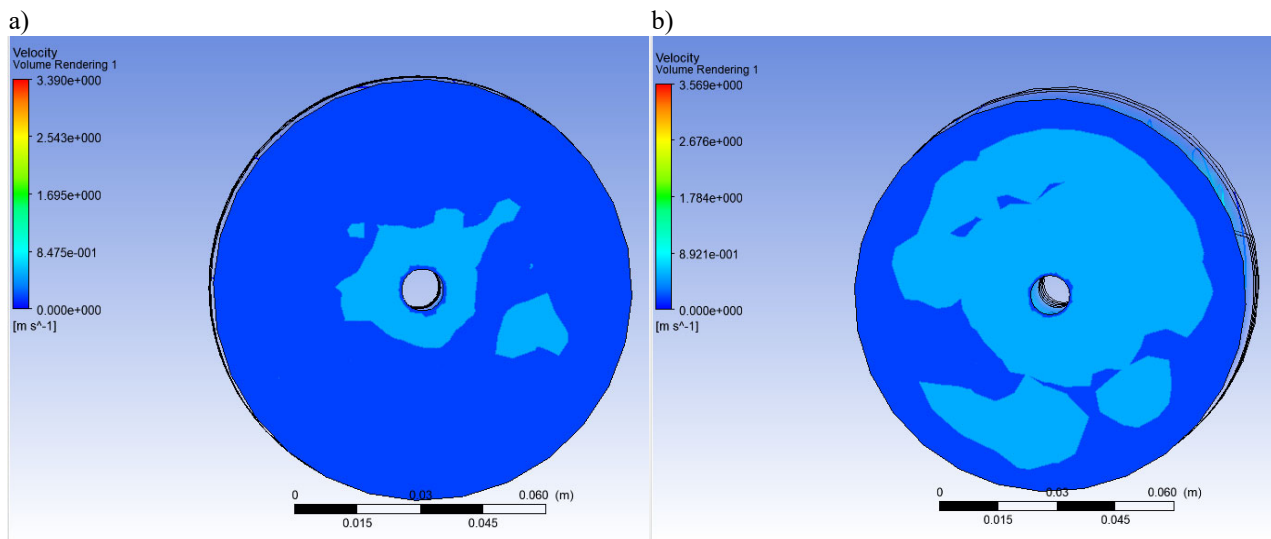 a)
Velocity
Volume Rendering 1
3.390e+000
2.543e+000
1.695e+000
8.475e-001
0.000e+000
[m s^-1]
0 0.03 0.060 (m)
0.015 0.045
b)
Velocity
Volume Rendering 1
3.569e+000
2.676e+000
1.784e+000
8.921e-001
0.000e+000
[m s^-1]
0 0.03 0.060 (m)
0.015 0.045